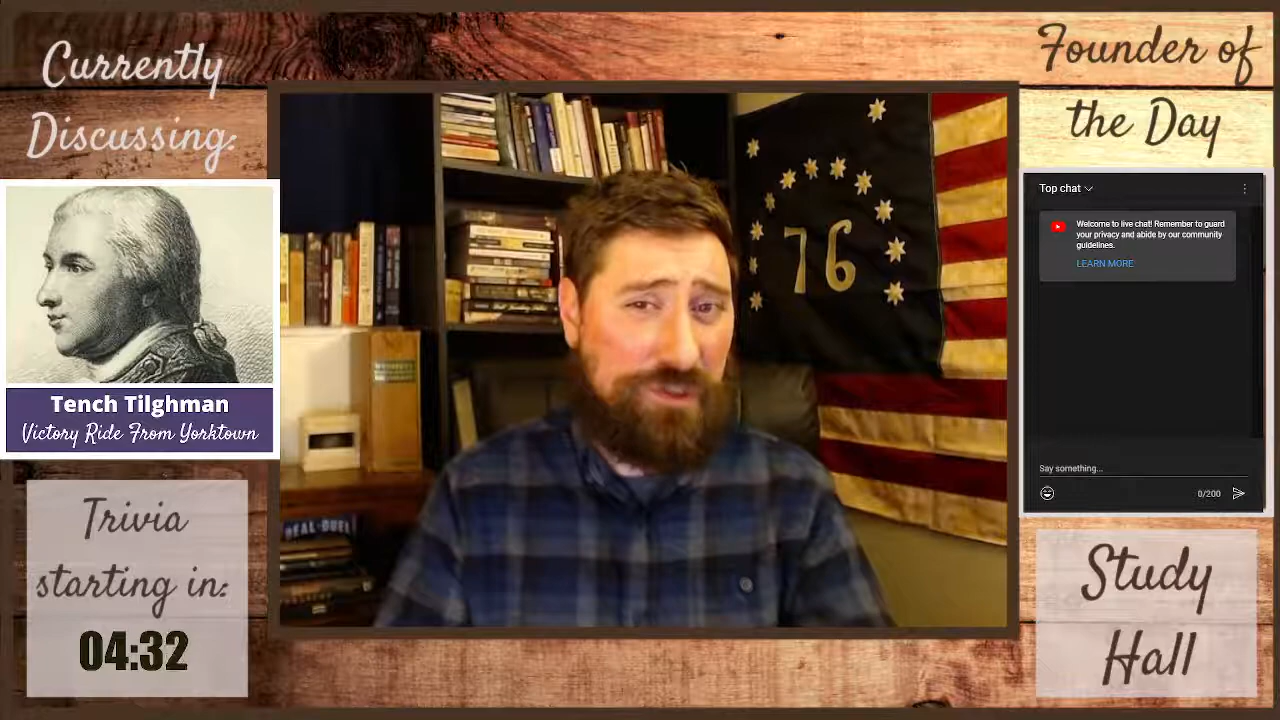 Currently
Discussing:
Tench Tilghman
Victory Ride From Yorktown
Trivia
starting in:
04:32
76
Founder of
the Day
Top chat
Welcome to live chat! Remember to guard
your privacy and abide by our community
guidelines.
LEARN MORE
Say something...
0/200
Study
Hall